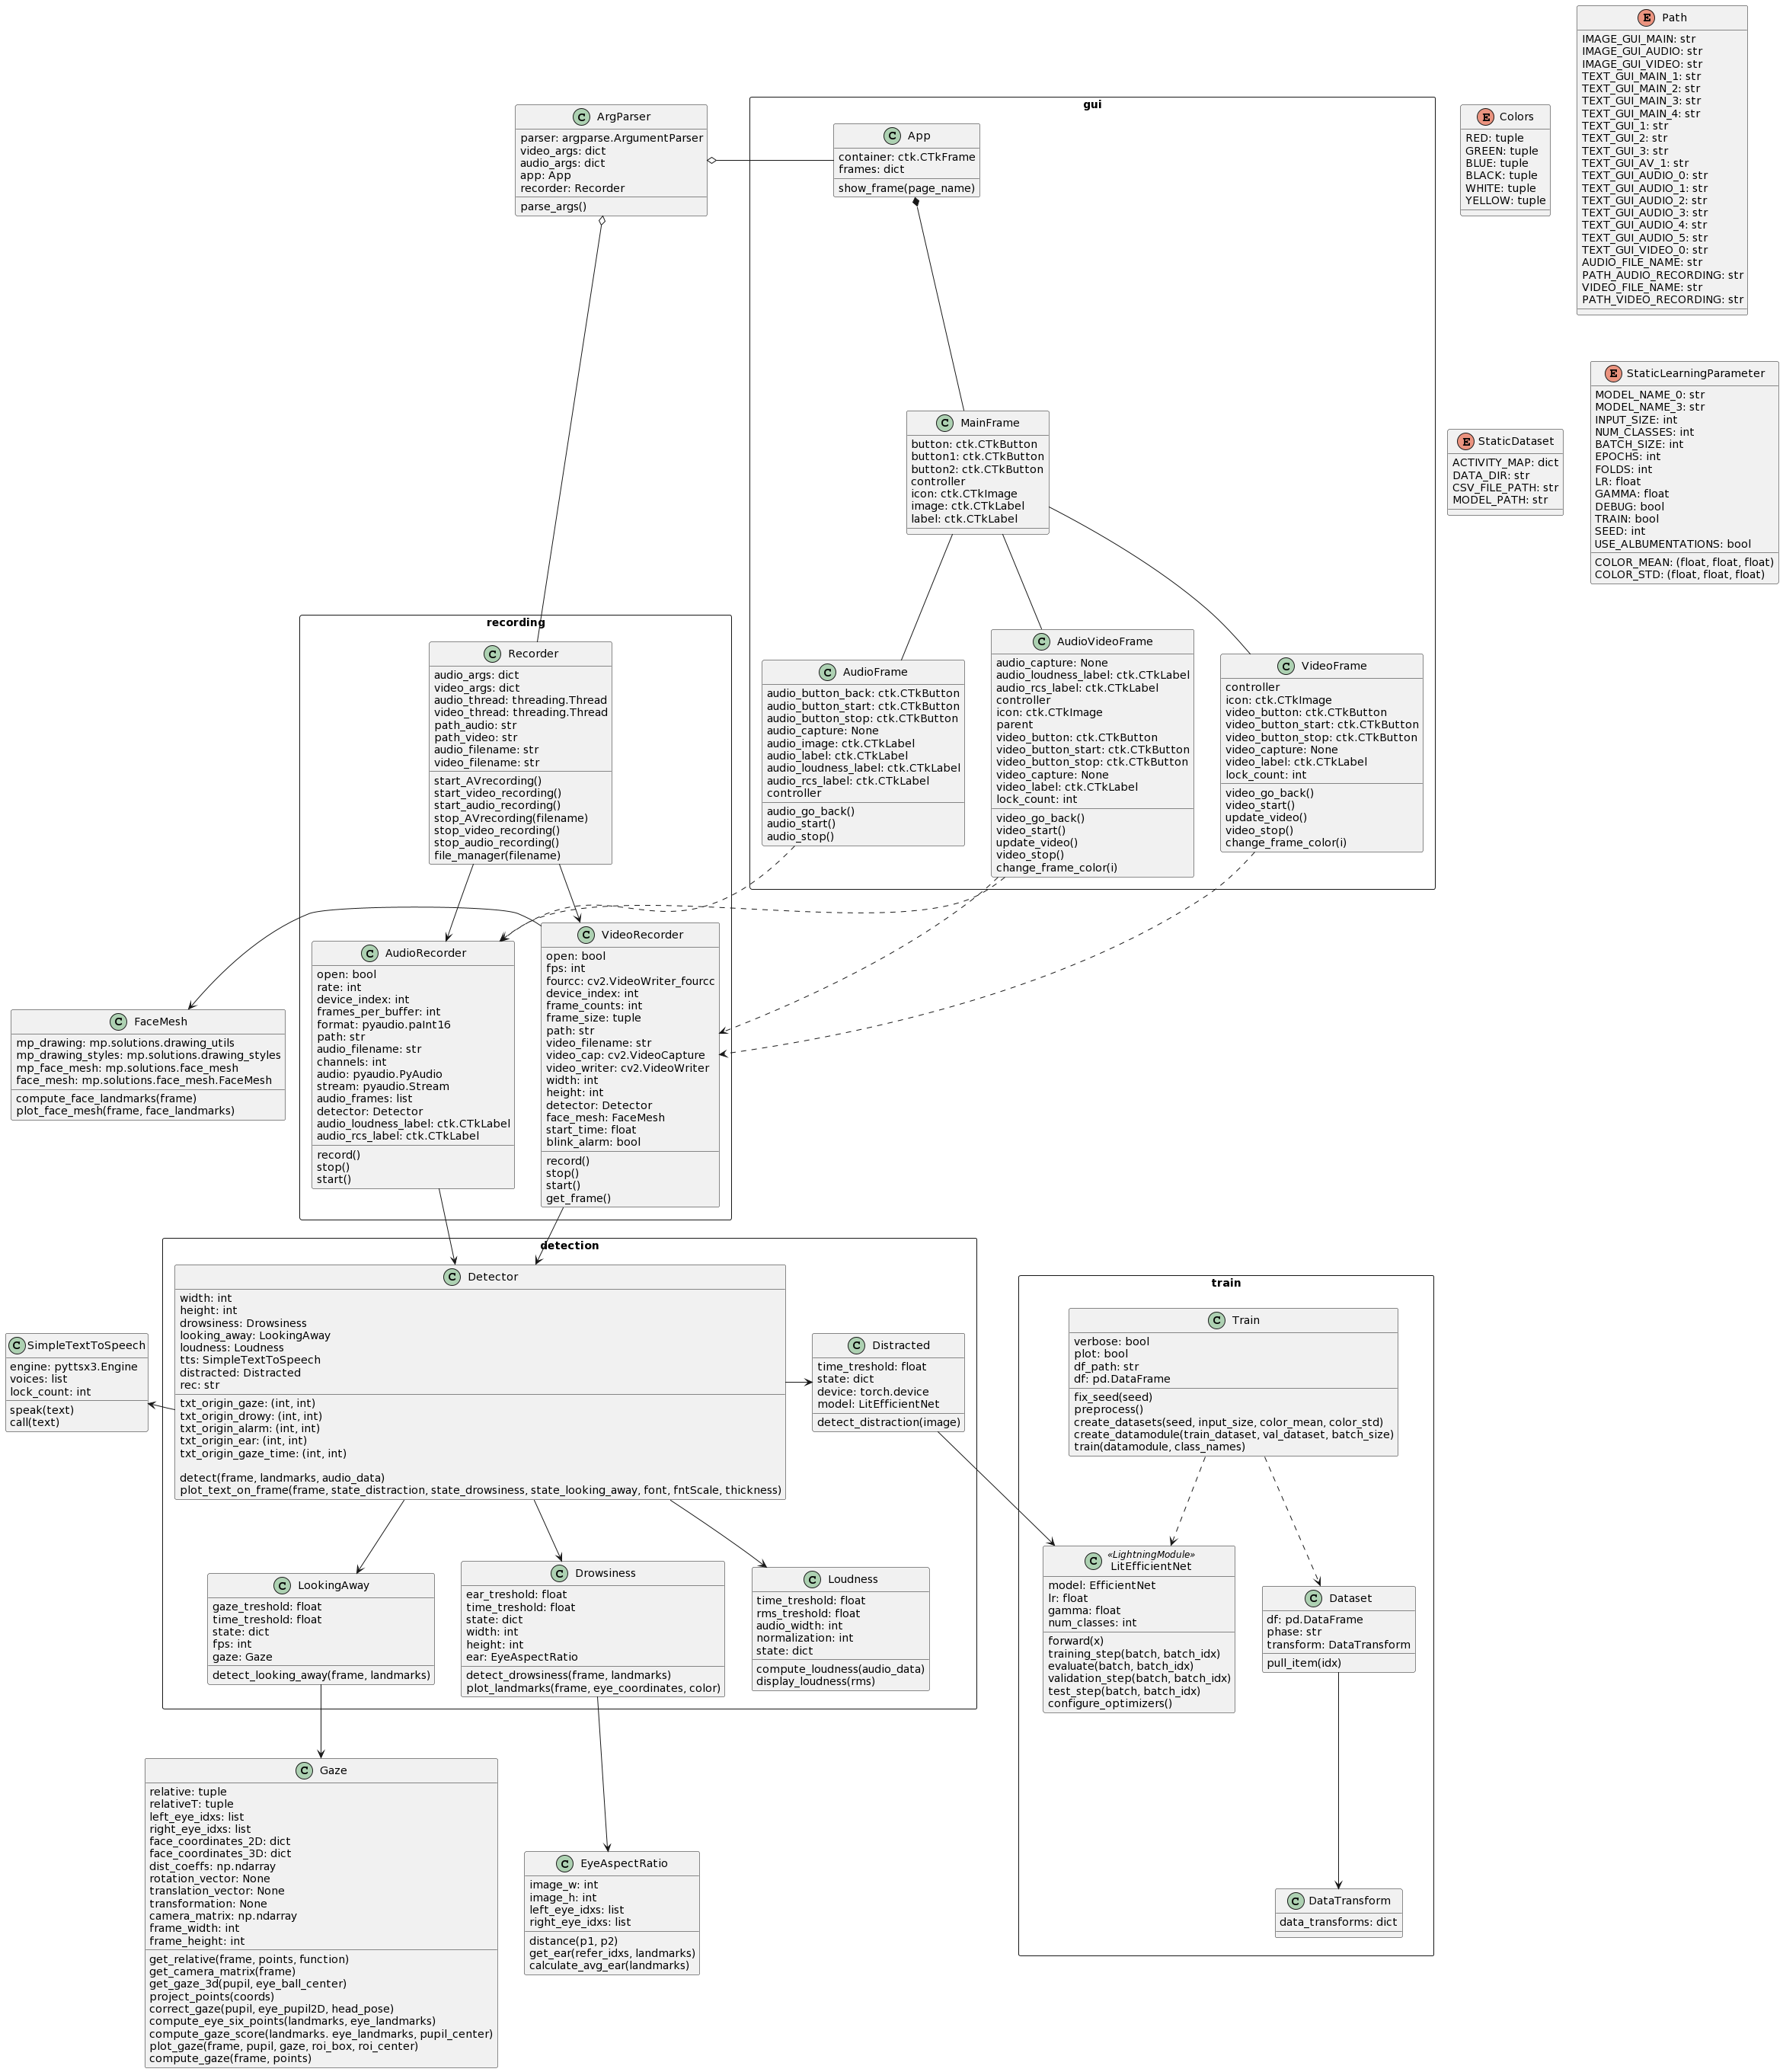 Path
IMAGE_GUI_MAIN: str
IMAGE_GUI_AUDIO: str
IMAGE_GUI_VIDEO: str
TEXT_GUI_MAIN_1: str
TEXT_GUI_MAIN_2: str
TEXT_GUI_MAIN_3: str
TEXT_GUI_MAIN_4: str
TEXT_GUI_1: str
TEXT_GUI_2: str
TEXT_GUI_3: str
TEXT_GUI_AV_1: str
TEXT_GUI_AUDIO_0: str
TEXT_GUI_AUDIO_1: str
TEXT_GUI_AUDIO_2: str
TEXT_GUI_AUDIO_3: str
TEXT_GUI_AUDIO_4: str
TEXT_GUI_AUDIO_5: str
TEXT_GUI_VIDEO_0: str
AUDIO_FILE_NAME: str
PATH_AUDIO_RECORDING: str
VIDEO_FILE_NAME: str
PATH_VIDEO_RECORDING: str
Colors
RED: tuple
GREEN: tuple
BLUE: tuple
BLACK: tuple
WHITE: tuple
YELLOW: tuple
ArgParser
parser: argparse.ArgumentParser
video_args: dict
audio_args: dict
app: App
recorder: Recorder
parse_args()
gui
App
container: ctk.CTkFrame
frames: dict
show_frame(page_name)
MainFrame
button: ctk.CTkButton
button1: ctk.CTkButton
button2: ctk.CTkButton
controller
icon: ctk.CTkImage
image: ctk.CTkLabel
label: ctk.CTkLabel
StaticDataset
ACTIVITY_MAP: dict
DATA_DIR: str
CSV_FILE_PATH: str
MODEL_PATH: str
StaticLearningParameter
MODEL_NAME_0: str
MODEL_NAME_3: str
INPUT_SIZE: int
NUM_CLASSES: int
BATCH_SIZE: int
EPOCHS: int
FOLDS: int
LR: float
GAMMA: float
DEBUG: bool
TRAIN: bool
SEED: int
USE_ALBUMENTATIONS: bool
COLOR_MEAN: (float, float, float)
COLOR_STD: (float, float, float)
recording
Recorder
audio_args: dict
video_args: dict
audio_thread: threading.Thread
video_thread: threading.Thread
path_audio: str
path_video: str
audio_filename: str
video_filename: str
start_AVrecording()
start_video_recording()
start_audio_recording()
stop_AVrecording(filename)
stop_video_recording()
stop_audio_recording()
file_manager(filename)
AudioFrame
audio_button_back: ctk.CTkButton
audio_button_start: ctk.CTkButton
audio_button_stop: ctk.CTkButton
audio_capture: None
audio_image: ctk.CTkLabel
audio_label: ctk.CTkLabel
audio_loudness_label: ctk.CTkLabel
audio_rcs_label: ctk.CTkLabel
controller
audio_go_back()
audio_start()
audio_stop()
AudioVideoFrame
audio_capture: None
audio_loudness_label: ctk.CTkLabel
audio_rcs_label: ctk.CTkLabel
controller
icon: ctk.CTkImage
parent
video_button: ctk.CTkButton
video_button_start: ctk.CTkButton
video_button_stop: ctk.CTkButton
video_capture: None
video_label: ctk.CTkLabel
lock_count: int
video_go_back()
video_start()
update_video()
video_stop()
change_frame_color(i)
VideoFrame
controller
icon: ctk.CTkImage
video_button: ctk.CTkButton
video_button_start: ctk.CTkButton
video_button_stop: ctk.CTkButton
video_capture: None
video_label: ctk.CTkLabel
lock_count: int
video_go_back()
video_start()
update_video()
video_stop()
change_frame_color(i)
FaceMesh
mp_drawing: mp.solutions.drawing_utils
mp_drawing_styles: mp.solutions.drawing_styles
mp_face_mesh: mp.solutions.face_mesh
face_mesh: mp.solutions.face_mesh.FaceMesh
compute_face_landmarks(frame)
plot_face_mesh(frame, face_landmarks)
AudioRecorder
open: bool
rate: int
device_index: int
frames_per_buffer: int
format: pyaudio.paInt16
path: str
audio_filename: str
channels: int
audio: pyaudio.PyAudio
stream: pyaudio.Stream
audio_frames: list
detector: Detector
audio_loudness_label: ctk.CTkLabel
audio_rcs_label: ctk.CTkLabel
record()
stop()
start()
VideoRecorder
open: bool
fps: int
fourcc: cv2.VideoWriter_fourcc
device_index: int
frame_counts: int
frame_size: tuple
path: str
video_filename: str
video_cap: cv2.VideoCapture
video_writer: cv2.VideoWriter
width: int
height: int
detector: Detector
face_mesh: FaceMesh
start_time: float
blink_alarm: bool
record()
stop()
start()
get_frame()
detection
SimpleTextToSpeech
engine: pyttsx3.Engine
voices: list
lock_count: int
speak(text)
call(text)
Detector
width: int
height: int
drowsiness: Drowsiness
looking_away: LookingAway
loudness: Loudness
tts: SimpleTextToSpeech
distracted: Distracted
rec: str
txt_origin_gaze: (int, int)
txt_origin_drowy: (int, int)
txt_origin_alarm: (int, int)
txt_origin_ear: (int, int)
txt_origin_gaze_time: (int, int)
detect(frame, landmarks, audio_data)
plot_text_on_frame(frame, state_distraction, state_drowsiness, state_looking_away, font, fntScale, thickness)
Distracted
time_treshold: float
state: dict
device: torch.device
model: LitEfficientNet
detect_distraction(image)
train
Train
verbose: bool
plot: bool
df_path: str
df: pd.DataFrame
fix_seed(seed)
preprocess()
create_datasets(seed, input_size, color_mean, color_std)
create_datamodule(train_dataset, val_dataset, batch_size)
train(datamodule, class_names)
LookingAway
gaze_treshold: float
time_treshold: float
state: dict
fps: int
gaze: Gaze
detect_looking_away(frame, landmarks)
Drowsiness
ear_treshold: float
time_treshold: float
state: dict
width: int
height: int
ear: EyeAspectRatio
detect_drowsiness(frame, landmarks)
plot_landmarks(frame, eye_coordinates, color)
Loudness
time_treshold: float
rms_treshold: float
audio_width: int
normalization: int
state: dict
compute_loudness(audio_data)
display_loudness(rms)
«LightningModule»
LitEfficientNet
model: EfficientNet
lr: float
gamma: float
num_classes: int
forward(x)
training_step(batch, batch_idx)
evaluate(batch, batch_idx)
validation_step(batch, batch_idx)
test_step(batch, batch_idx)
configure_optimizers()
Dataset
df: pd.DataFrame
phase: str
transform: DataTransform
pull_item(idx)
Gaze
relative: tuple
relativeT: tuple
left_eye_idxs: list
right_eye_idxs: list
face_coordinates_2D: dict
face_coordinates_3D: dict
dist_coeffs: np.ndarray
rotation_vector: None
translation_vector: None
transformation: None
camera_matrix: np.ndarray
frame_width: int
frame_height: int
get_relative(frame, points, function)
get_camera_matrix(frame)
get_gaze_3d(pupil, eye_ball_center)
project_points(coords)
correct_gaze(pupil, eye_pupil2D, head_pose)
compute_eye_six_points(landmarks, eye_landmarks)
compute_gaze_score(landmarks. eye_landmarks, pupil_center)
plot_gaze(frame, pupil, gaze, roi_box, roi_center)
compute_gaze(frame, points)
EyeAspectRatio
image_w: int
image_h: int
left_eye_idxs: list
right_eye_idxs: list
distance(p1, p2)
get_ear(refer_idxs, landmarks)
calculate_avg_ear(landmarks)
DataTransform
data_transforms: dict